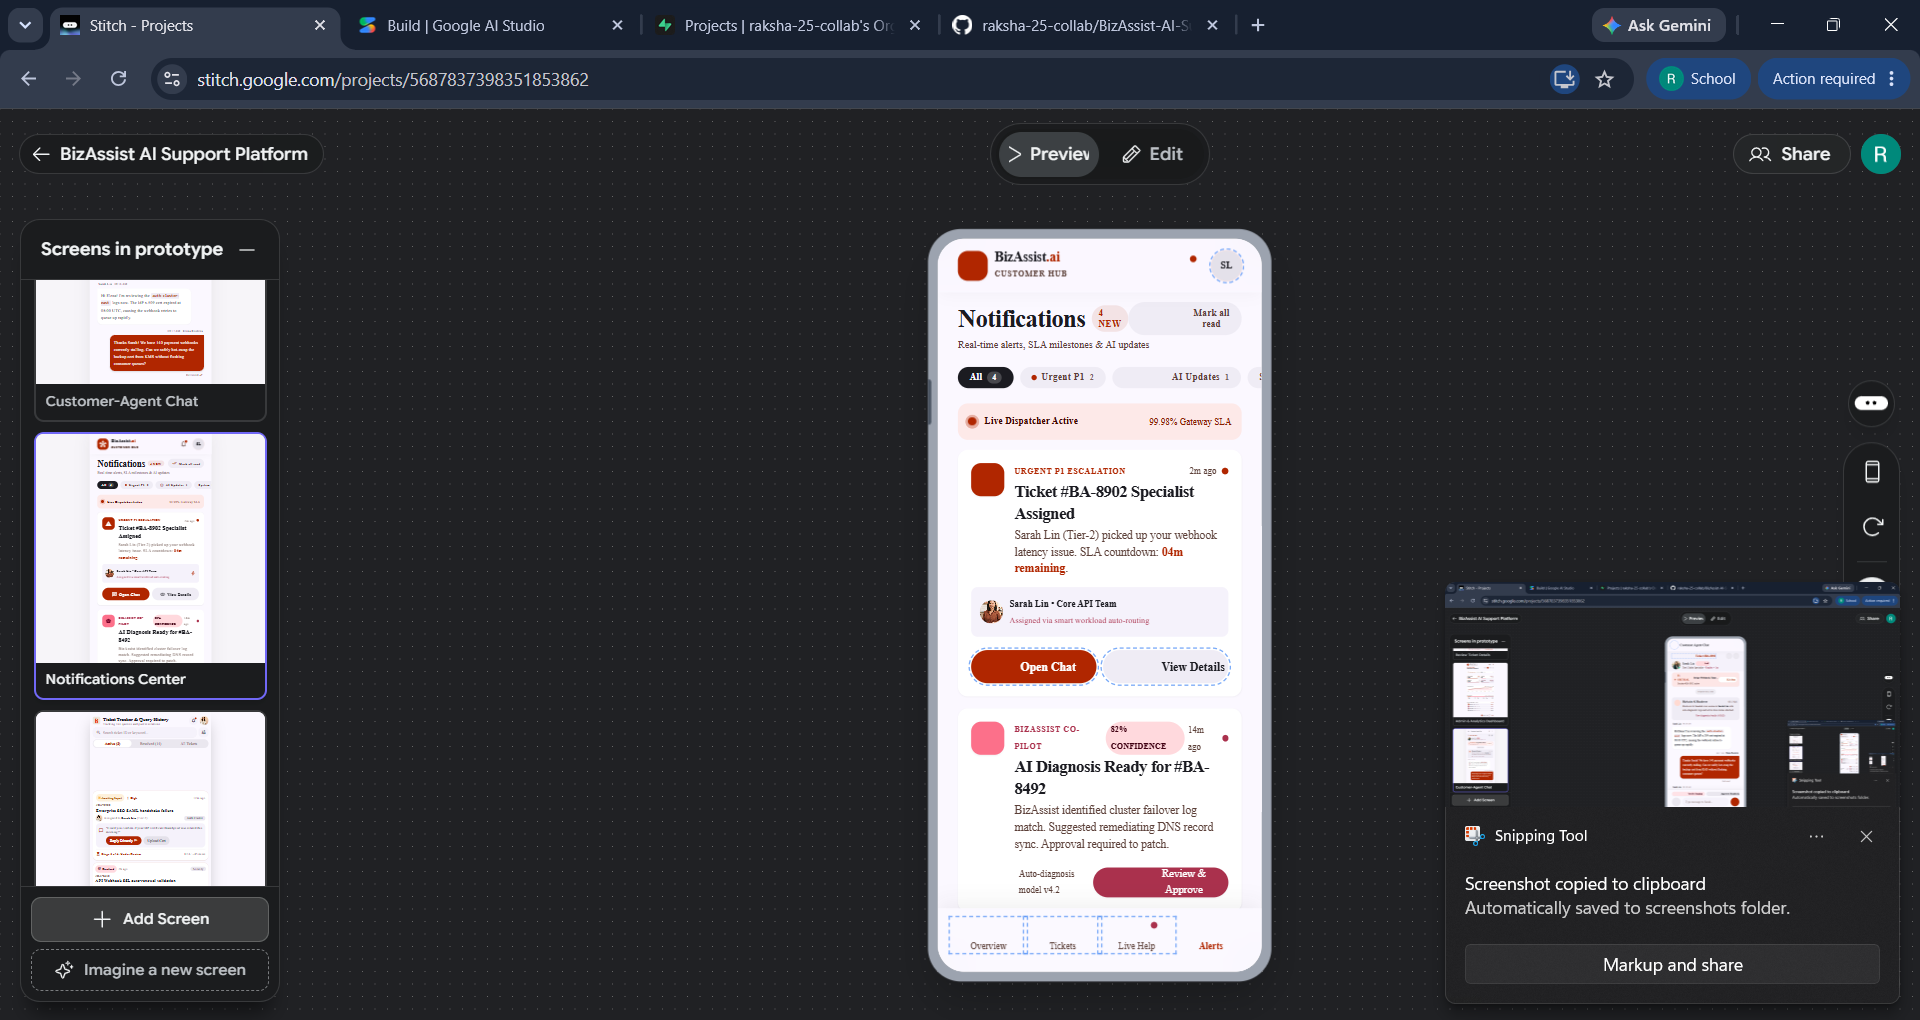 Stitch - Projects
Build | Google AI Studio
Projects | raksha-25-collab's Or
raksha-25-collab/BizAssist-AI-S
Ask Gemini
stitch.google.com/projects/5687837398351853862
R School
Action required
BizAssist AI Support Platform
Preview
Edit
Share
R
Screens in prototype
Customer-Agent Chat
Notifications
Notifications Center
Ticket Tracker & Query History
Add Screen
Imagine a new screen
BizAssist.ai
CUSTOMER HUB
SL
Notifications
4 NEW
Mark all read
Real-time alerts, SLA milestones & AI updates
All 4
Urgent P1 2
AI Updates 1
Live Dispatcher Active
99.98% Gateway SLA
URGENT P1 ESCALATION
2m ago
Ticket #BA-8902 Specialist
Assigned
Sarah Lin (Tier-2) picked up your webhook
latency issue. SLA countdown: 04m
remaining.
Sarah Lin • Core API Team
Assigned via smart workload auto-routing
Open Chat
View Details
BIZASSIST CO-
PILOT
82%
CONFIDENCE
14m
ago
AI Diagnosis Ready for #BA-
8492
BizAssist identified cluster failover log
match. Suggested remediating DNS record
sync. Approval required to patch.
Auto-diagnosis
model v4.2
Review &
Approve
Overview
Tickets
Live Help
Alerts
Snipping Tool
Screenshot copied to clipboard
Automatically saved to screenshots folder.
Markup and share